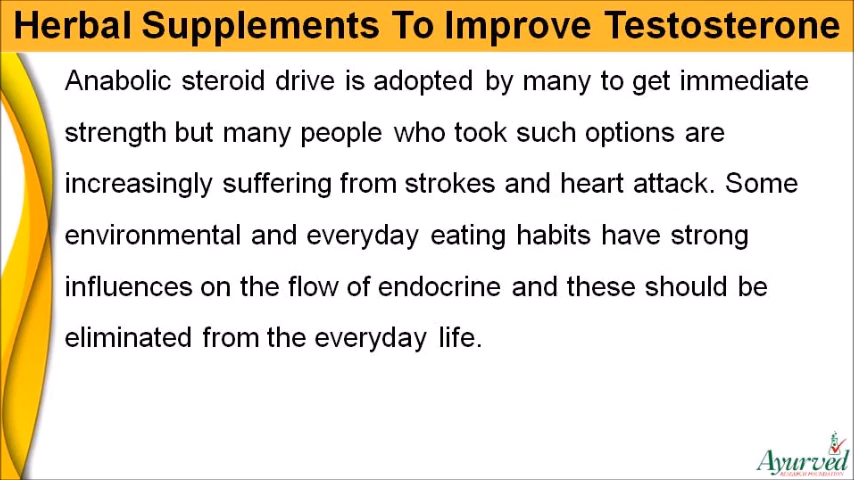 Herbal Supplements To Improve Testosterone
Anabolic steroid drive is adopted by many to get immediate
strength but many people who took such options are
increasingly suffering from strokes and heart attack. Some
environmental and everyday eating habits have strong
influences on the flow of endocrine and these should be
eliminated from the everyday life.
Ayurved
RESEARCH FOUNDATION